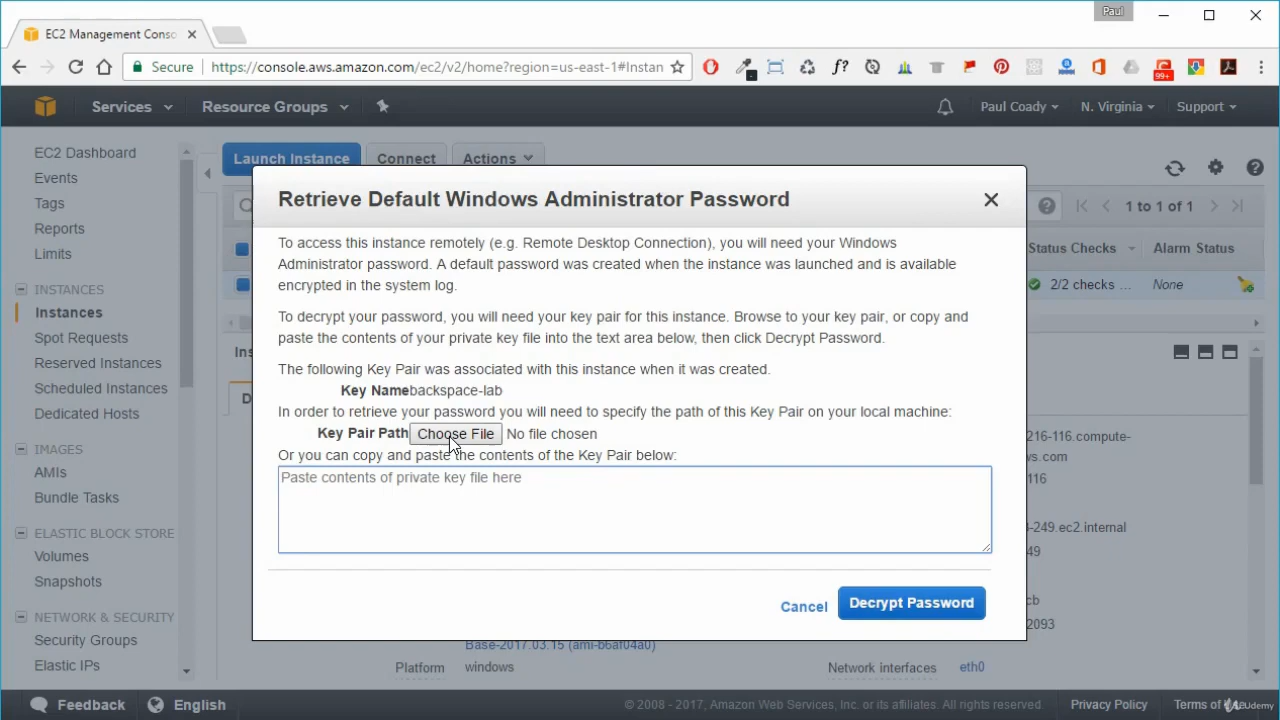 Paul
EC2 Management Conso
Secure https://console.aws.amazon.com/ec2/v2/home?region=us-east-1#Instan
f?
99+
Services Resource Groups Paul Coady N. Virginia Support
EC2 Dashboard
Events
Tags
Reports
Limits
INSTANCES
Instances
Spot Requests
Reserved Instances
Scheduled Instances
Dedicated Hosts
IMAGES
AMIs
Bundle Tasks
ELASTIC BLOCK STORE
Volumes
Snapshots
NETWORK & SECURITY
Security Groups
Elastic IPs
Launch Instance Connect Actions
1 to 1 of 1
Status Checks Alarm Status
2/2 checks ... None
Retrieve Default Windows Administrator Password
To access this instance remotely (e.g. Remote Desktop Connection), you will need your Windows
Administrator password. A default password was created when the instance was launched and is available
encrypted in the system log.
To decrypt your password, you will need your key pair for this instance. Browse to your key pair, or copy and
paste the contents of your private key file into the text area below, then click Decrypt Password.
The following Key Pair was associated with this instance when it was created.
Key Name backspace-lab
In order to retrieve your password you will need to specify the path of this Key Pair on your local machine:
Key Pair Path Choose File No file chosen
Or you can copy and paste the contents of the Key Pair below:
Paste contents of private key file here
Cancel Decrypt Password
Ins
D
216-116.compute-
ws.com
116
-249.ec2.internal
49
cb
2093
Base-2017.03.15 (ami-b6af04a0)
Platform windows Network interfaces eth0
Feedback English © 2008 - 2017, Amazon Web Services, Inc. or its affiliates. All rights reserved. Privacy Policy Terms of
Udemy